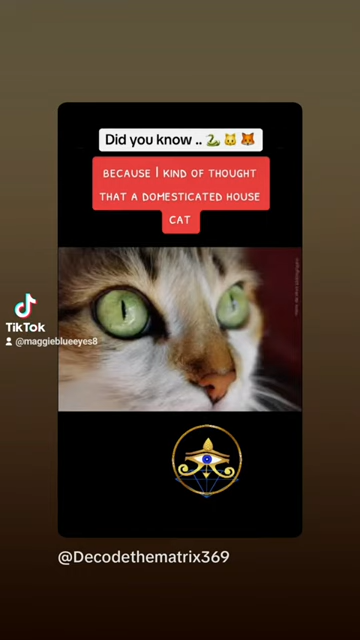 Did you know .. 🐍🐱🦊
BECAUSE I KIND OF THOUGHT
THAT A DOMESTICATED HOUSE
CAT
TikTok
@maggieblueeyes8
@Decodethematrix369